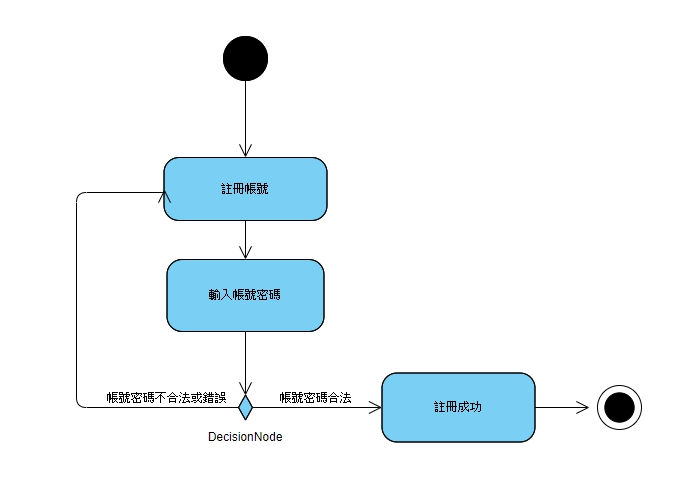 註冊帳號
輸入帳號密碼
帳號密碼不合法或錯誤
帳號密碼合法
註冊成功
DecisionNode